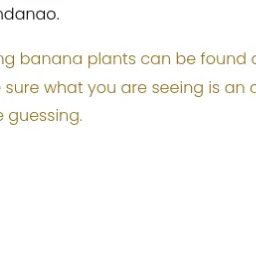 ndanao.
ng banana plants can be found
sure what you are seeing is an
guessing.